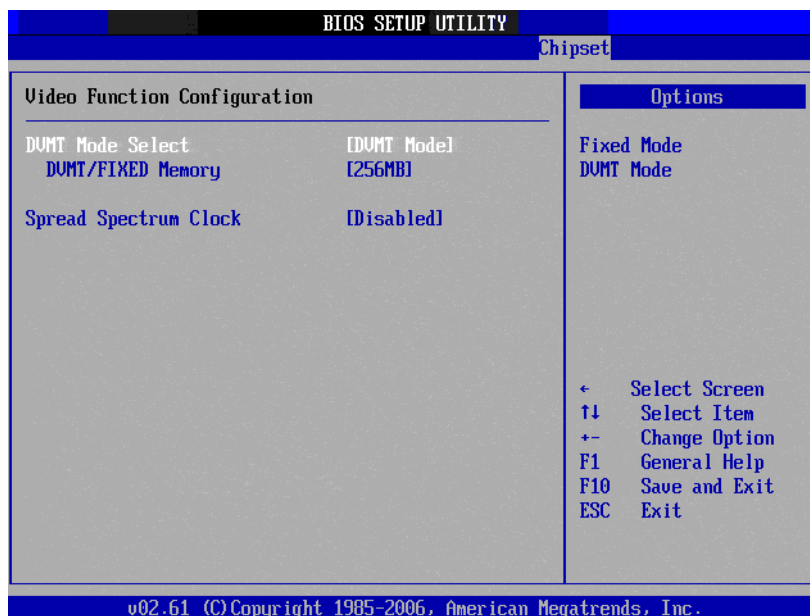 BIOS SETUP UTILITY
Chipset
Video Function Configuration
DVMT Mode Select [DVMT Mode]
DVMT/FIXED Memory [256MB]
Spread Spectrum Clock [Disabled]
Options
Fixed Mode
DVMT Mode
← Select Screen
↑↓ Select Item
+- Change Option
F1 General Help
F10 Save and Exit
ESC Exit
v02.61 (C)Copyright 1985-2006, American Megatrends, Inc.